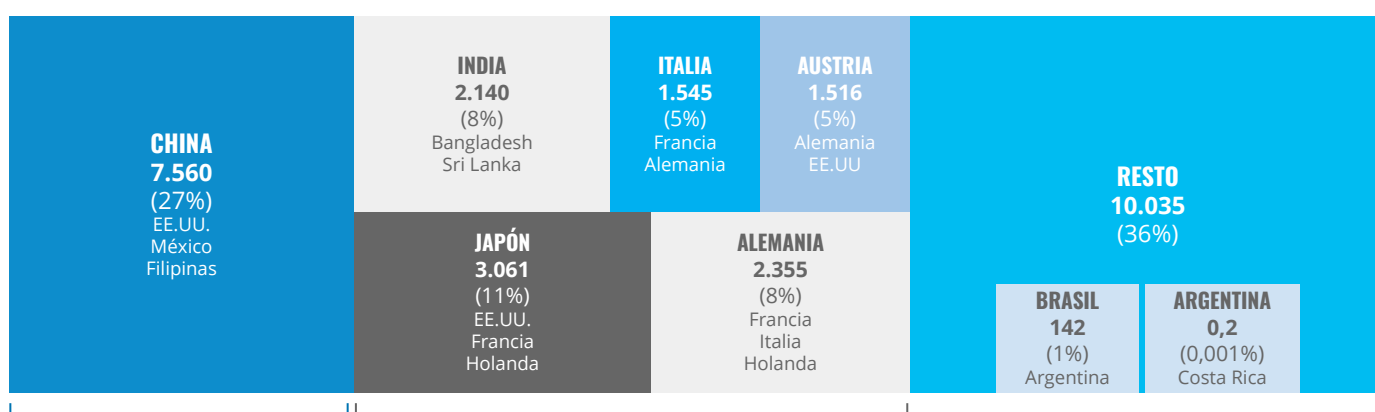 CHINA
7.560
(27%)
EE.UU.
México
Filipinas
INDIA
2.140
(8%)
Bangladesh
Sri Lanka
ITALIA
1.545
(5%)
Francia
Alemania
AUSTRIA
1.516
(5%)
Alemania
EE.UU
JAPÓN
3.061
(11%)
EE.UU.
Francia
Holanda
ALEMANIA
2.355
(8%)
Francia
Italia
Holanda
RESTO
10.035
(36%)
BRASIL
142
(1%)
Argentina
ARGENTINA
0,2
(0,001%)
Costa Rica